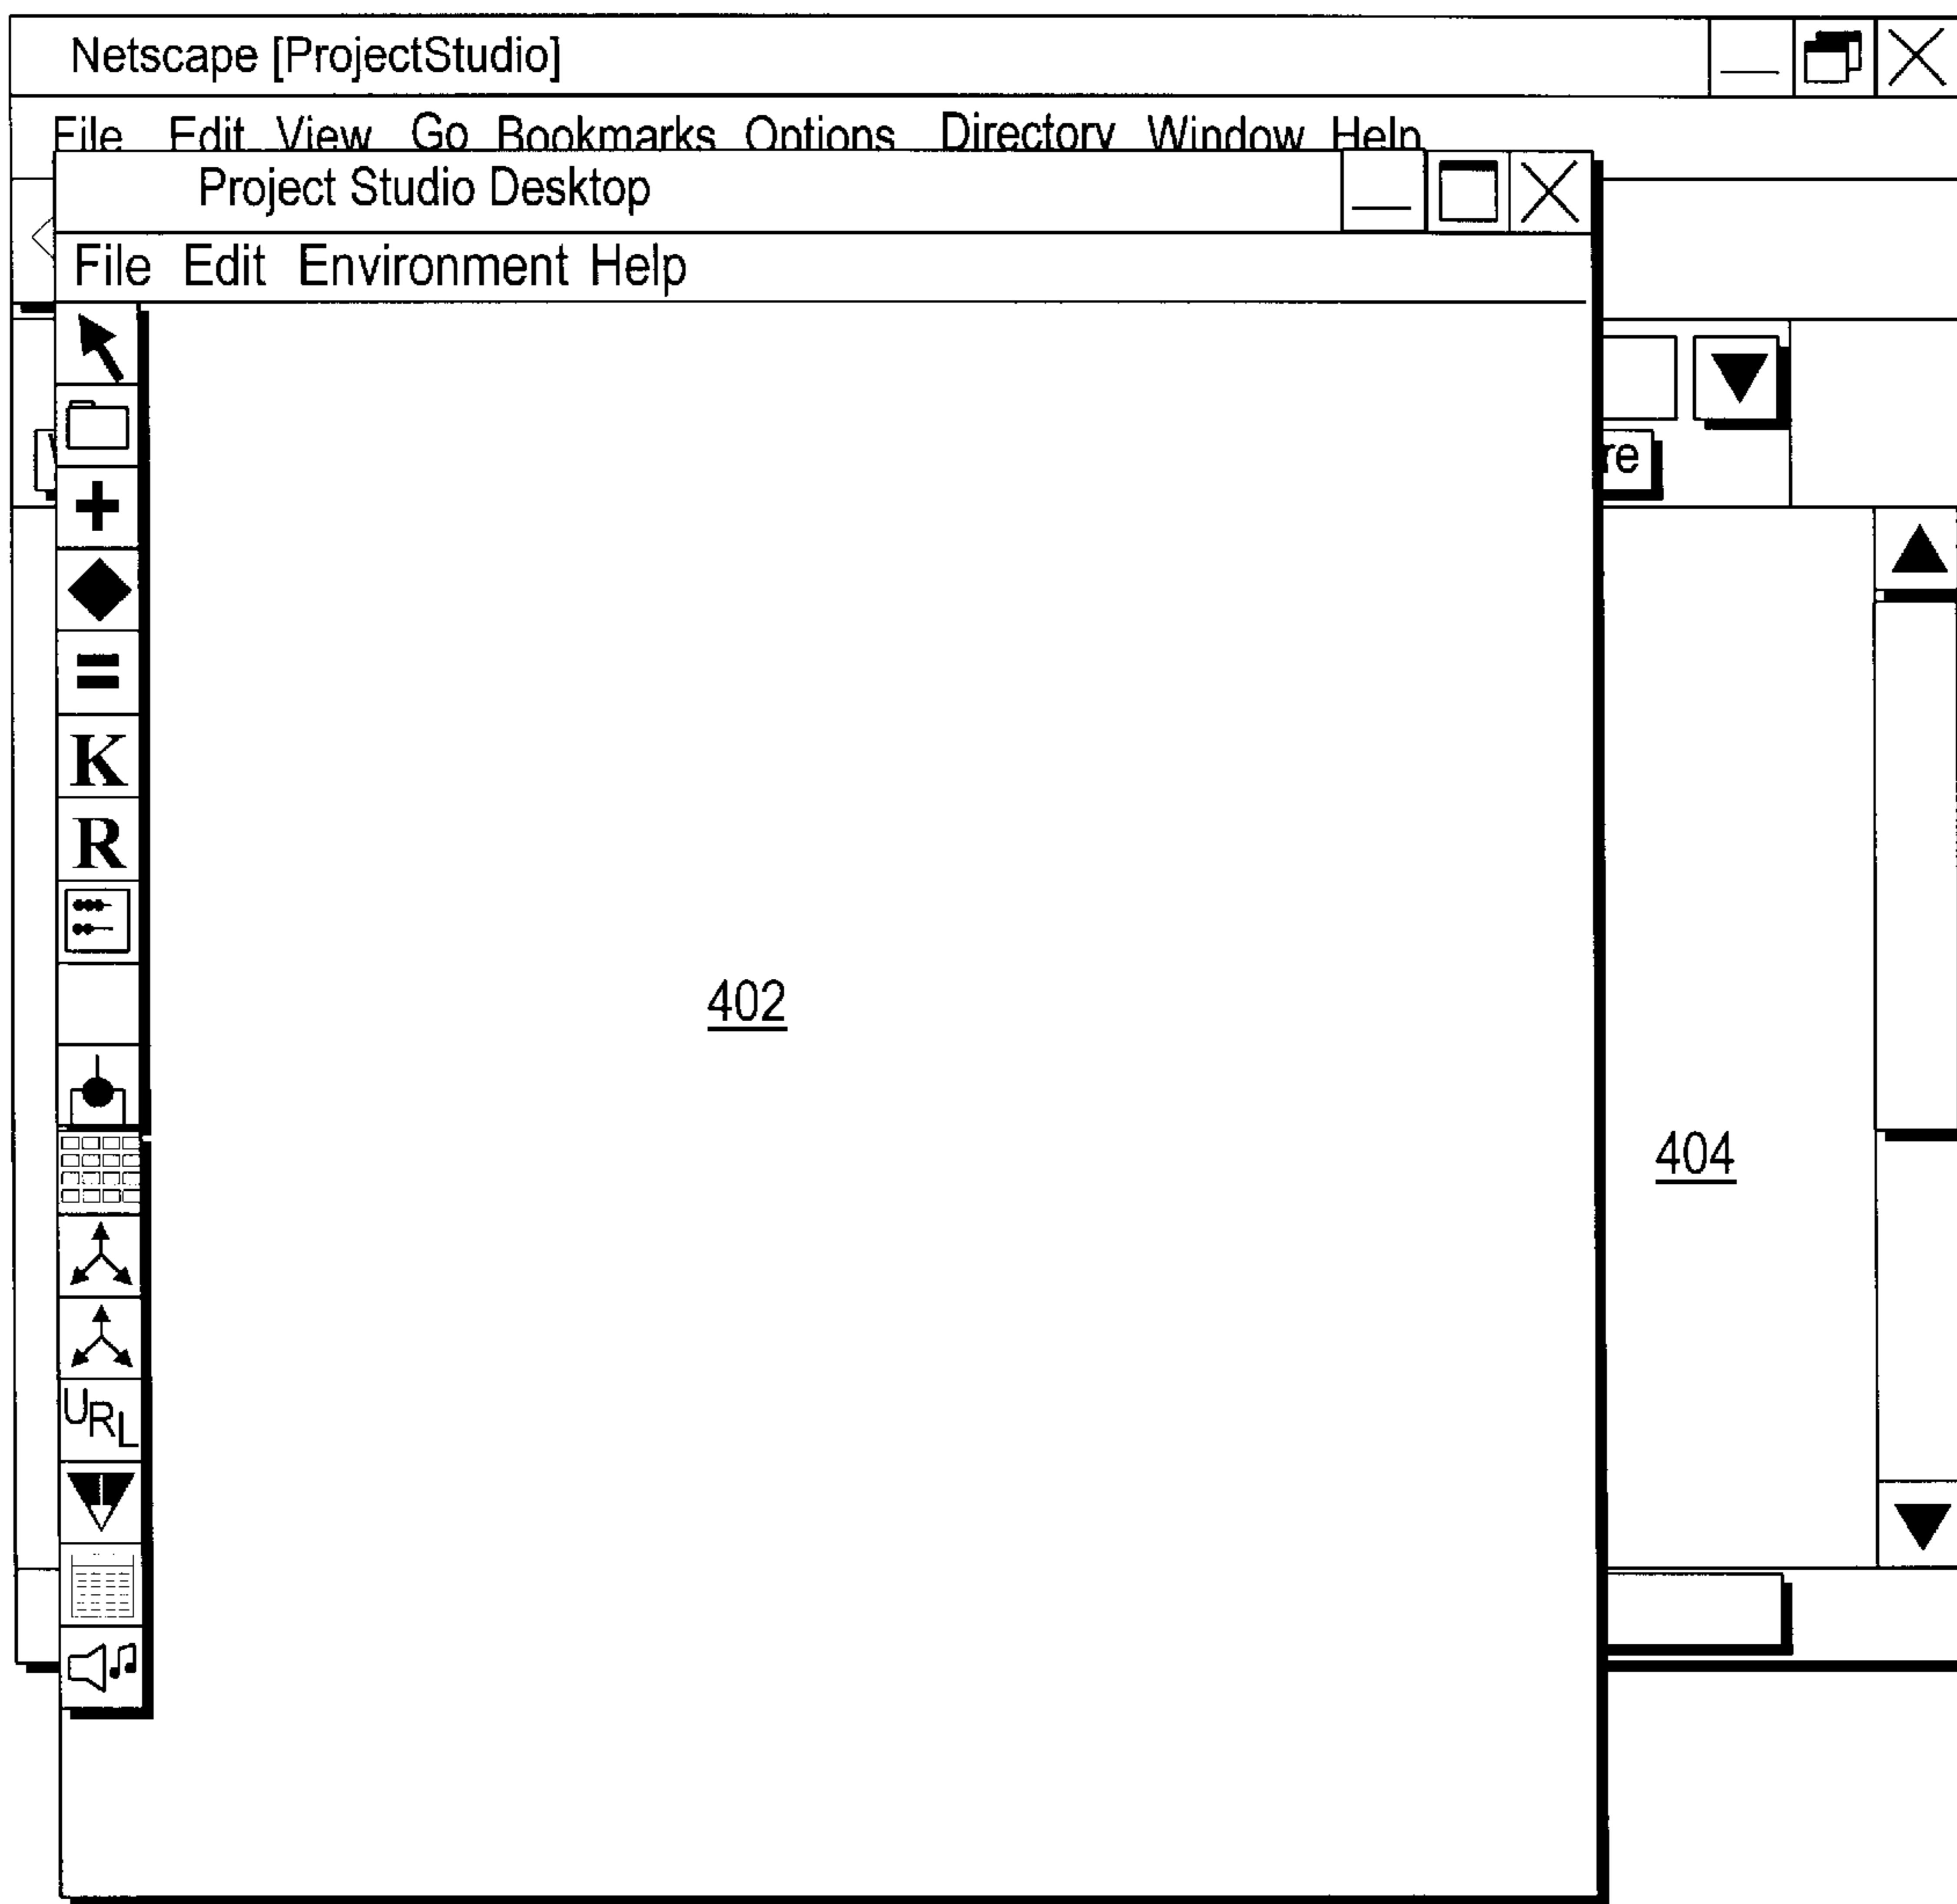 Netscape [ProjectStudio]
File Edit View Go Bookmarks Options Directory Window Help
Project Studio Desktop
File Edit Environment Help
re
+
=
K
R
402
404
URL